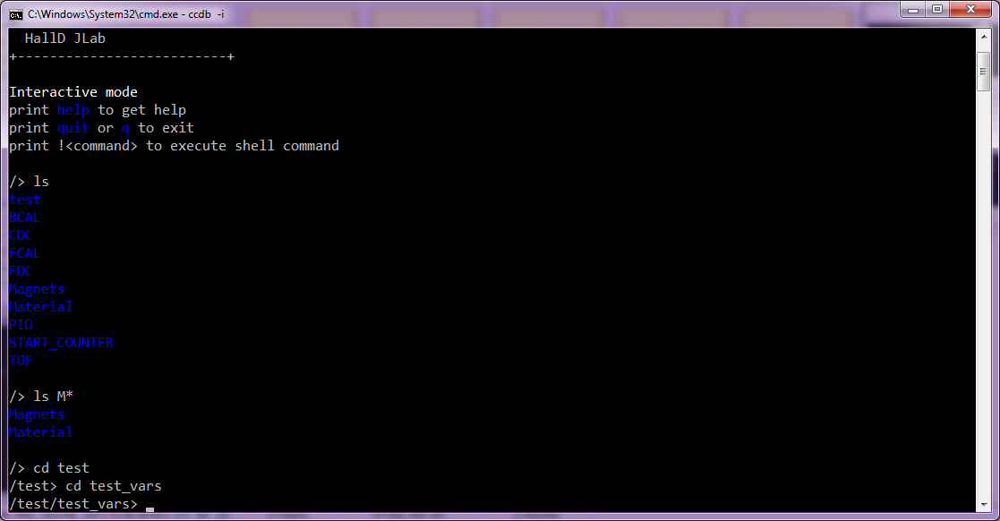 C:\Windows\System32\cmd.exe - ccdb -i
HallD JLab
+--------------------------+
Interactive mode
print help to get help
print quit or q to exit
print !<command> to execute shell command
/> ls
test
BCAL
CDC
FCAL
FDC
Magnets
Material
PID
START_COUNTER
TOF
/> ls M*
Magnets
Material
/> cd test
/test> cd test_vars
/test/test_vars>